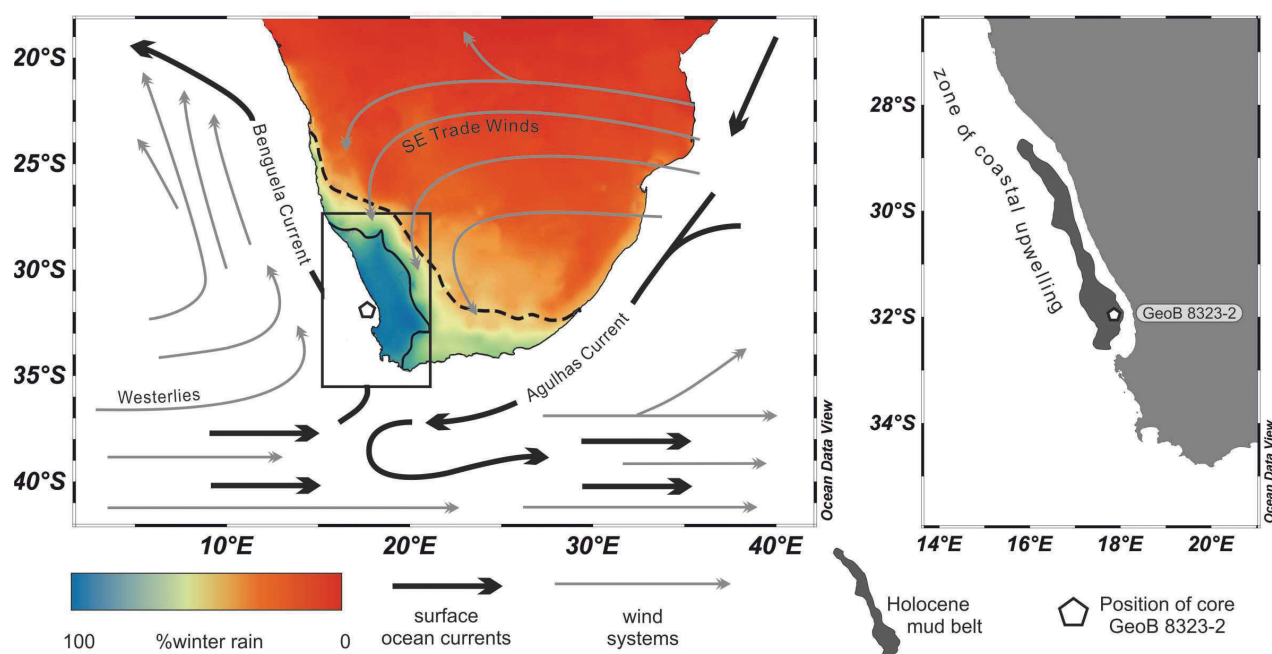 20°S
25°S
30°S
35°S
40°S
10°E
20°E
30°E
40°E
SE Trade Winds
Benguela Current
Agulhas Current
Westerlies
Ocean Data View
28°S
30°S
32°S
34°S
14°E
16°E
18°E
20°E
zone of coastal upwelling
GeoB 8323-2
Ocean Data View
100
%winter rain
0
surface
ocean currents
wind
systems
Holocene
mud belt
Position of core
GeoB 8323-2